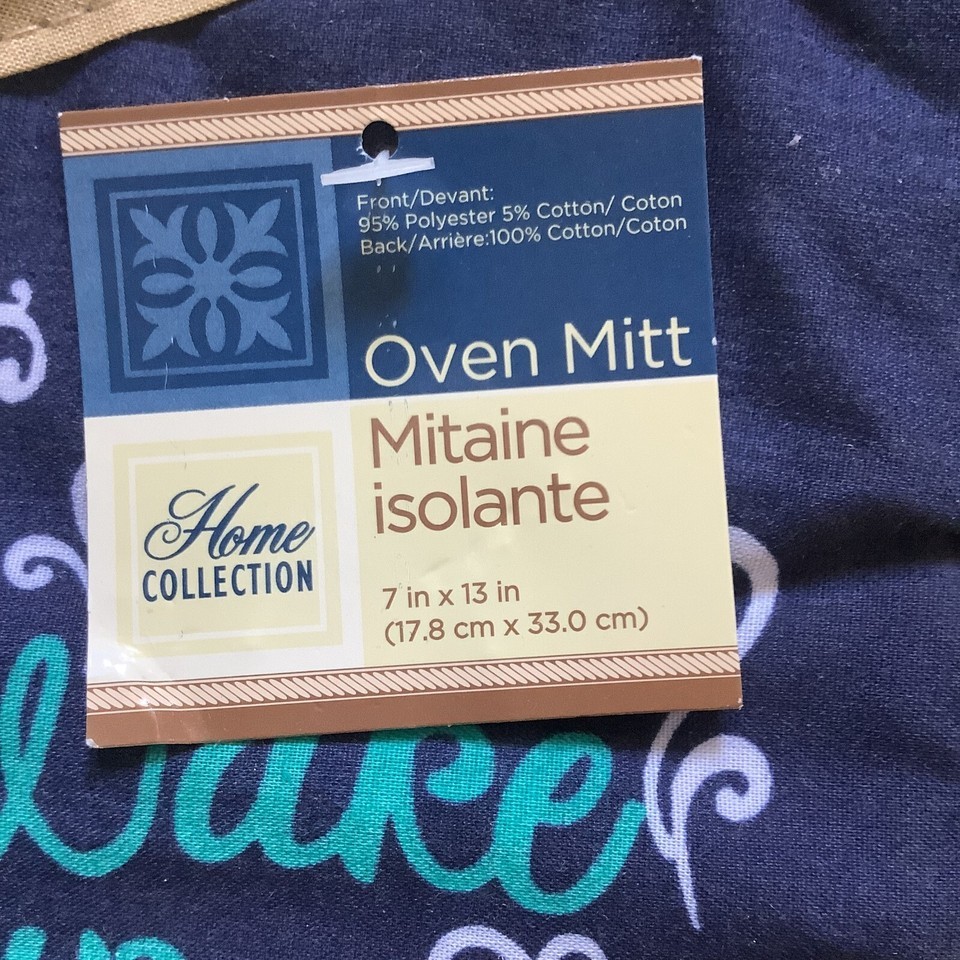 Front/Devant:
95% Polyester 5% Cotton/ Coton
Back/Arrière:100% Cotton/Coton
Oven Mitt
Mitaine
isolante
Home
COLLECTION
7 in x 13 in
(17.8 cm x 33.0 cm)